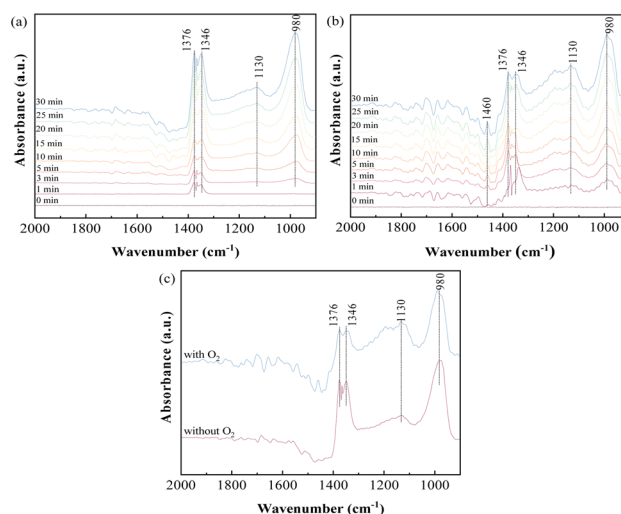 (a)
1376
1346
1130
980
30 min
25 min
20 min
15 min
10 min
5 min
3 min
1 min
0 min
Absorbance (a.u.)
2000 1800 1600 1400 1200 1000
Wavenumber (cm⁻¹)
(b)
1460
1376
1346
1130
980
30 min
25 min
20 min
15 min
10 min
5 min
3 min
1 min
0 min
Absorbance (a.u.)
2000 1800 1600 1400 1200 1000
Wavenumber (cm⁻¹)
(c)
1376
1346
1130
980
with O₂
without O₂
Absorbance (a.u.)
2000 1800 1600 1400 1200 1000
Wavenumber (cm⁻¹)